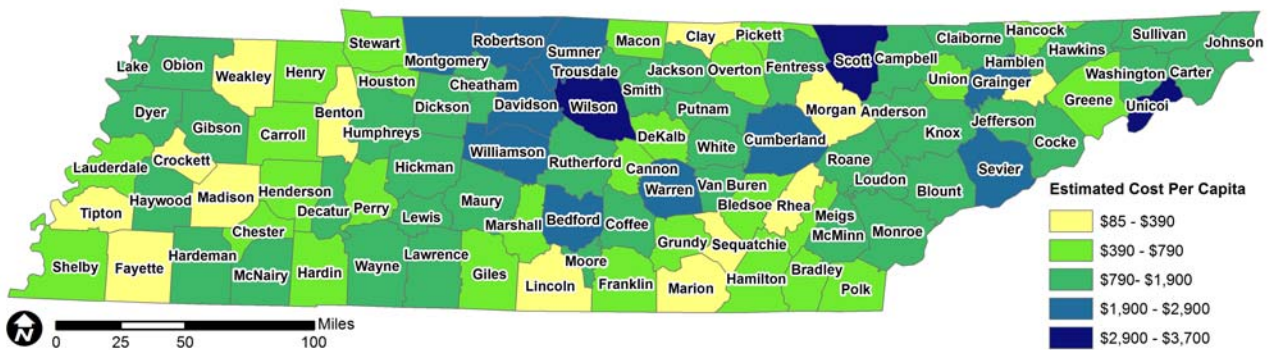 Stewart
Montgomery
Robertson
Sumner
Macon
Clay
Pickett
Scott
Campbell
Claiborne
Hancock
Hawkins
Sullivan
Johnson
Lake
Obion
Weakley
Henry
Houston
Cheatham
Trousdale
Smith
Jackson
Overton
Fentress
Union
Hamblen
Grainger
Greene
Washington
Carter
Unicoi
Dyer
Gibson
Carroll
Benton
Humphreys
Dickson
Davidson
Wilson
DeKalb
Putnam
White
Cumberland
Morgan
Anderson
Knox
Jefferson
Cocke
Sevier
Lauderdale
Crockett
Haywood
Madison
Henderson
Decatur
Perry
Hickman
Williamson
Rutherford
Cannon
Warren
Van Buren
Bledsoe
Rhea
Roane
Loudon
Blount
Tipton
Chester
Lewis
Maury
Marshall
Bedford
Coffee
Grundy
Sequatchie
Meigs
McMinn
Monroe
Shelby
Fayette
Hardeman
McNairy
Hardin
Wayne
Lawrence
Giles
Lincoln
Moore
Franklin
Marion
Hamilton
Bradley
Polk
Estimated Cost Per Capita
$85 - $390
$390 - $790
$790- $1,900
$1,900 - $2,900
$2,900 - $3,700
N
Miles
0 25 50 100